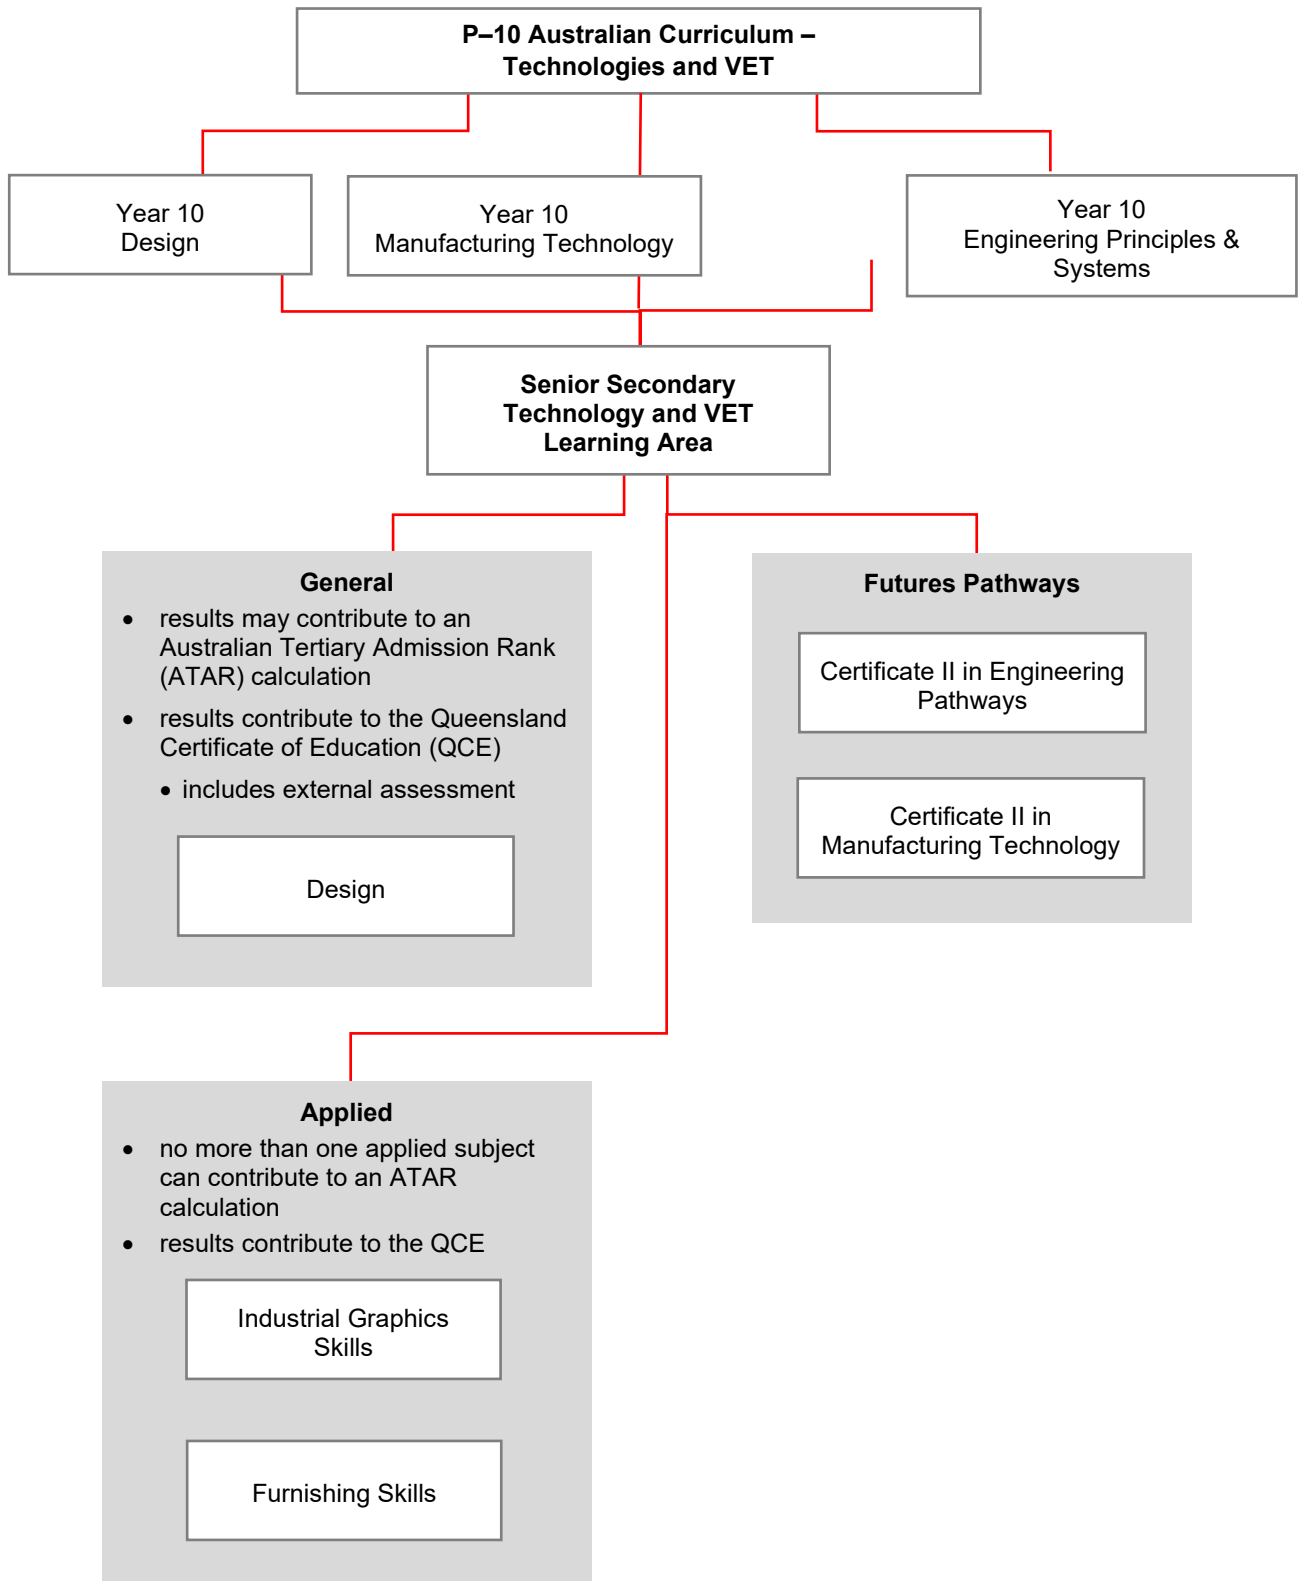 P–10 Australian Curriculum –
Technologies and VET
Year 10
Design
Year 10
Manufacturing Technology
Year 10
Engineering Principles &
Systems
Senior Secondary
Technology and VET
Learning Area
General
• results may contribute to an
Australian Tertiary Admission Rank
(ATAR) calculation
• results contribute to the Queensland
Certificate of Education (QCE)
• includes external assessment
Design
Futures Pathways
Certificate II in Engineering
Pathways
Certificate II in
Manufacturing Technology
Applied
• no more than one applied subject
can contribute to an ATAR
calculation
• results contribute to the QCE
Industrial Graphics
Skills
Furnishing Skills